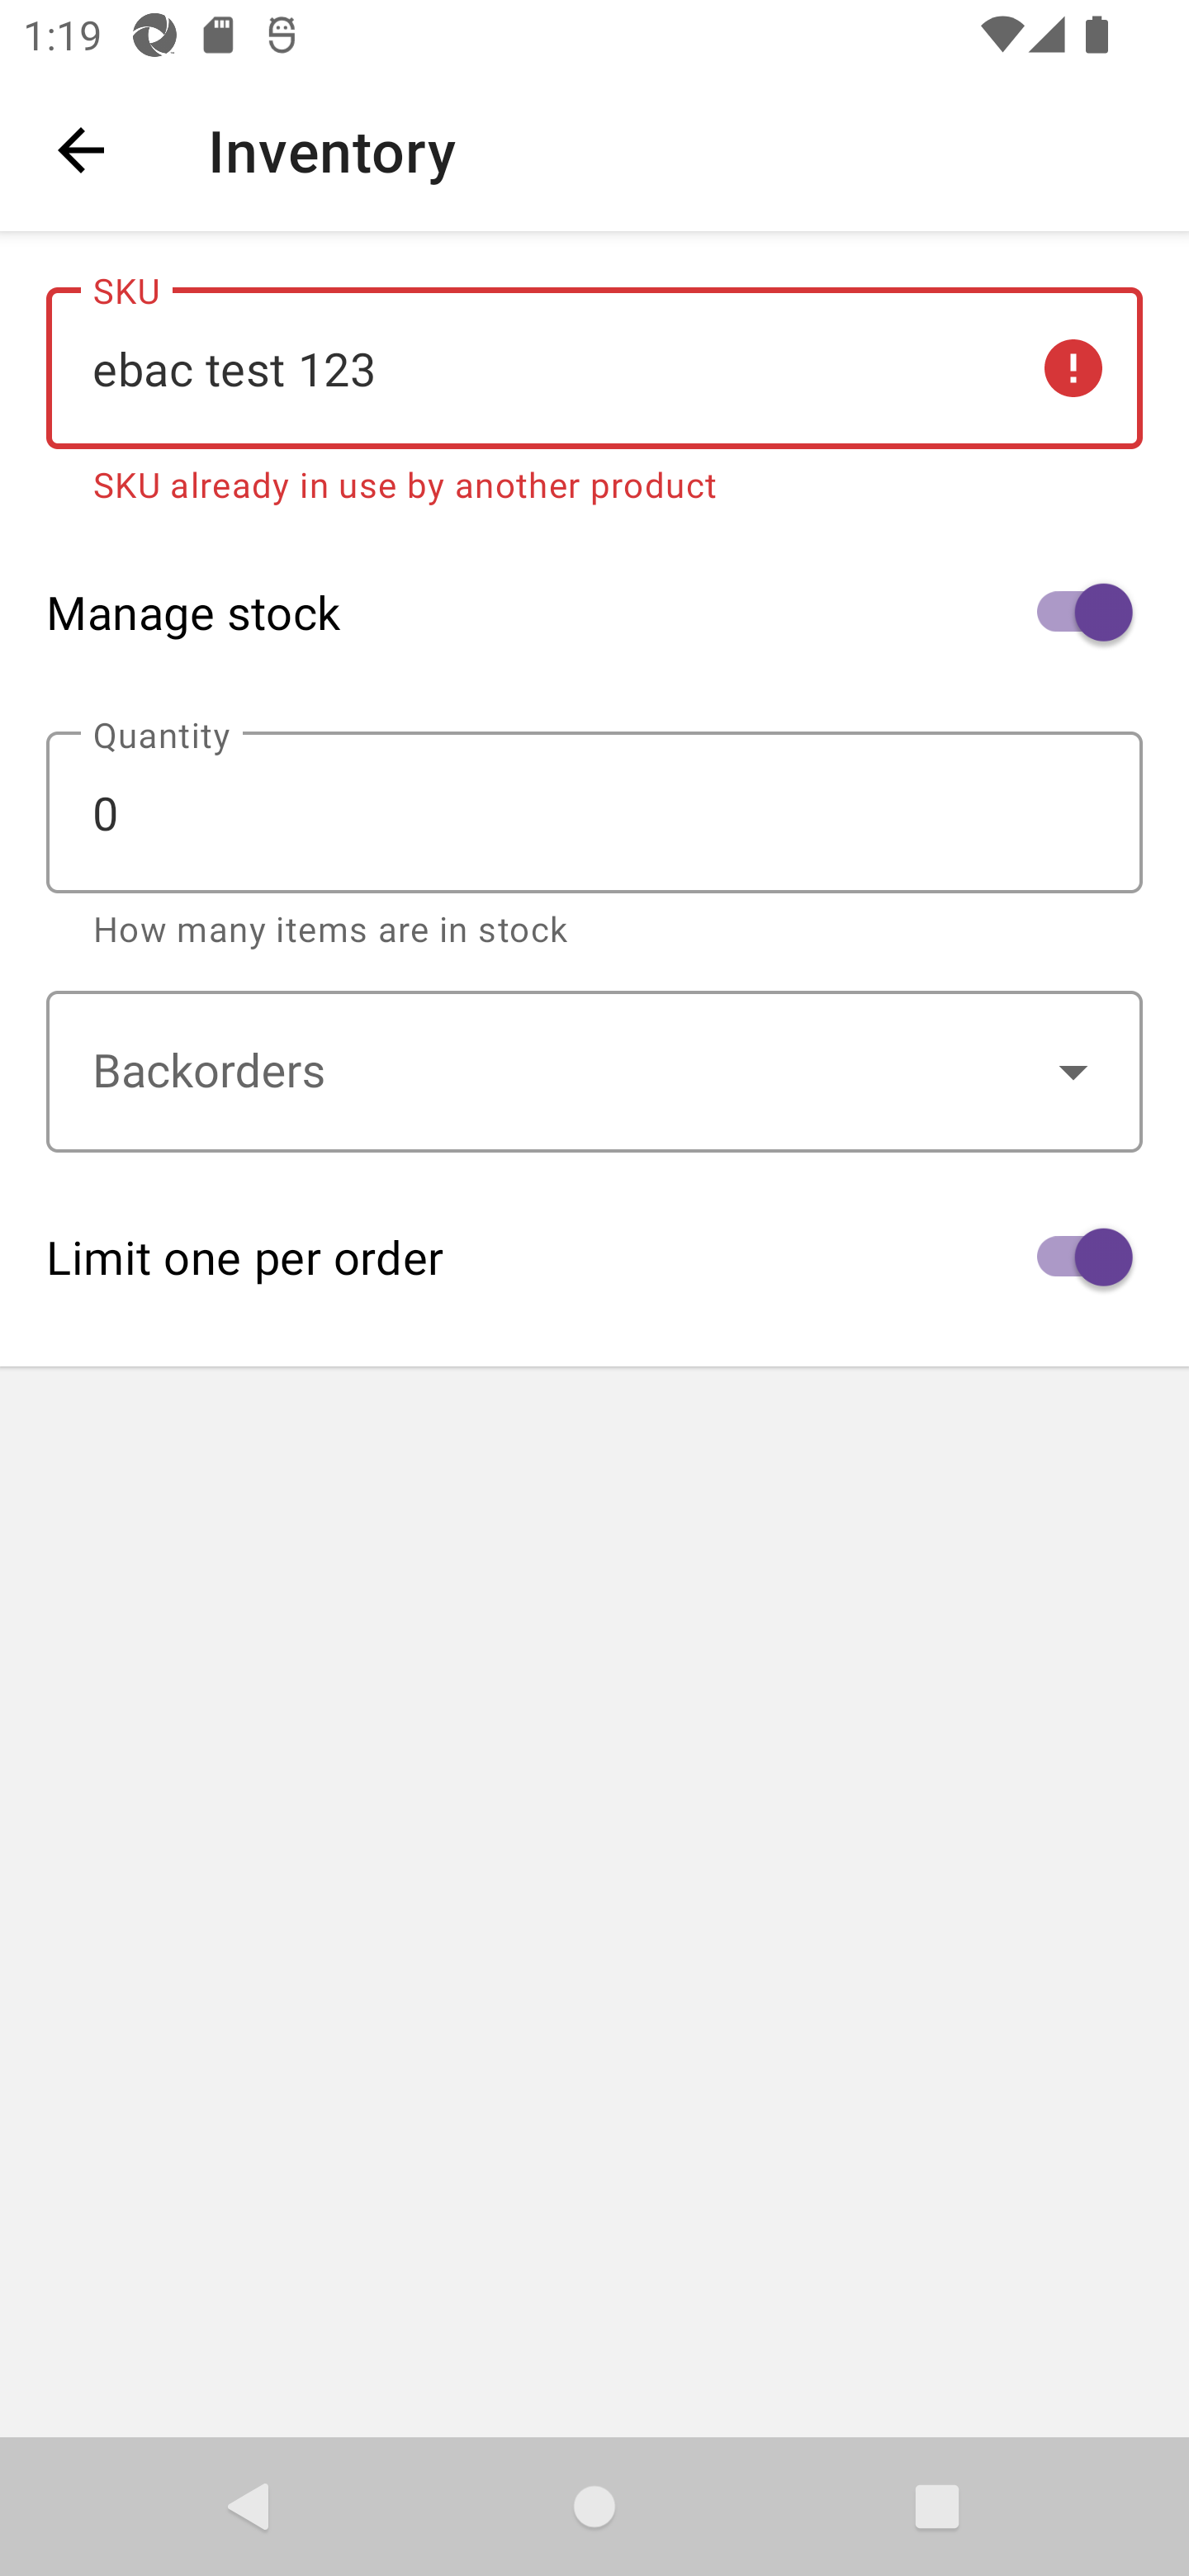 1:19
Inventory
SKU
ebac test 123
SKU already in use by another product
Manage stock
Quantity
0
How many items are in stock
Backorders
Limit one per order